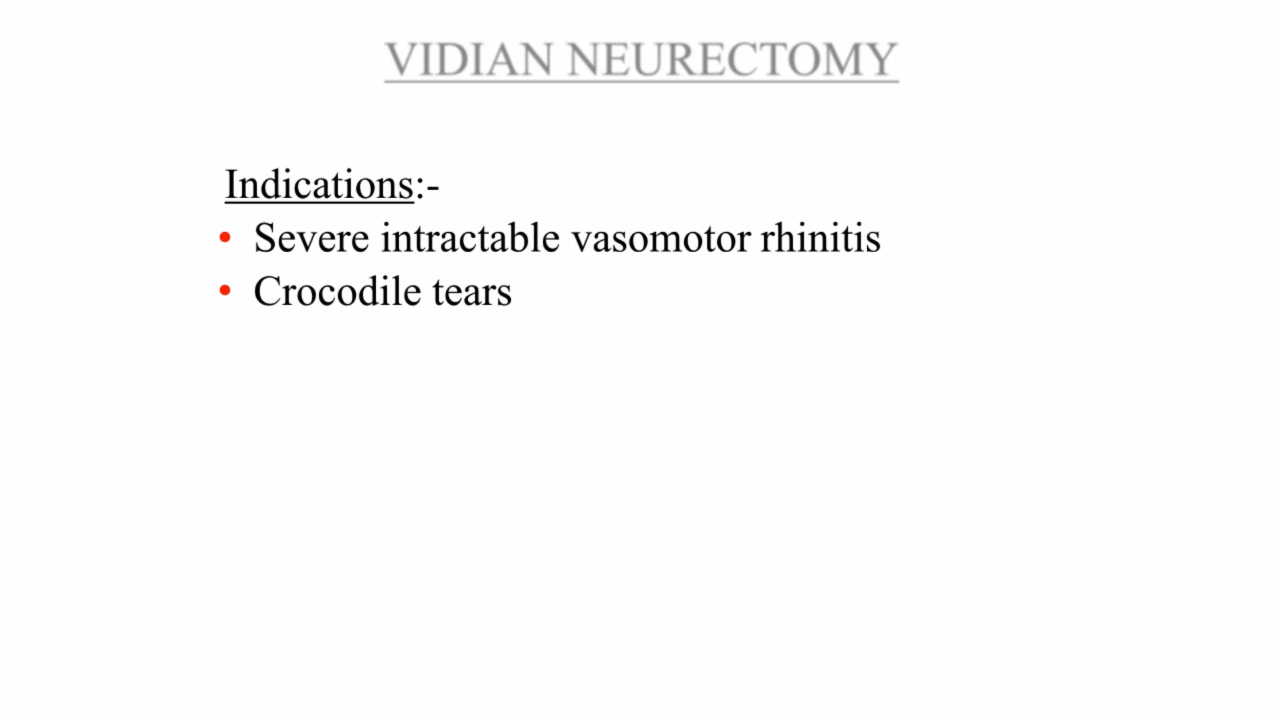 VIDIAN NEURECTOMY
Indications:-
• Severe intractable vasomotor rhinitis
• Crocodile tears